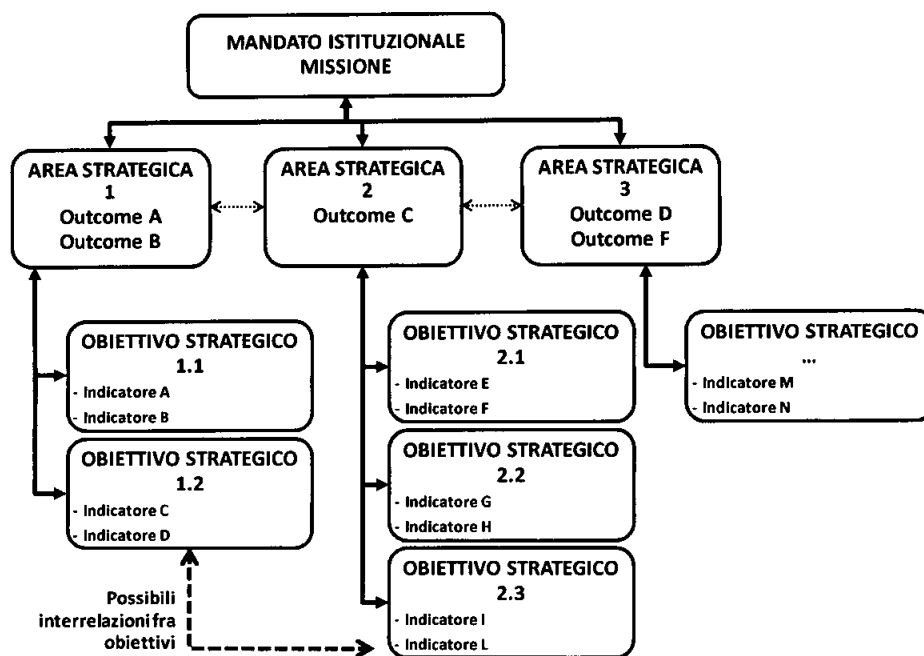 MANDATO ISTITUZIONALE
MISSIONE
AREA STRATEGICA
1
Outcome A
Outcome B
AREA STRATEGICA
2
Outcome C
AREA STRATEGICA
3
Outcome D
Outcome F
OBIETTIVO STRATEGICO
1.1
- Indicatore A
- Indicatore B
OBIETTIVO STRATEGICO
1.2
- Indicatore C
- Indicatore D
OBIETTIVO STRATEGICO
2.1
- Indicatore E
- Indicatore F
OBIETTIVO STRATEGICO
2.2
- Indicatore G
- Indicatore H
OBIETTIVO STRATEGICO
2.3
- Indicatore I
- Indicatore L
OBIETTIVO STRATEGICO
...
- Indicatore M
- Indicatore N
Possibili
interrelazioni fra
obiettivi